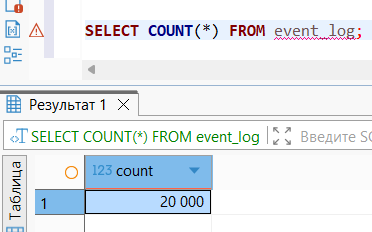 SELECT COUNT(*) FROM event_log;
Результат 1
SELECT COUNT(*) FROM event_log
Введите SC
Таблица
123 count
1
20 000